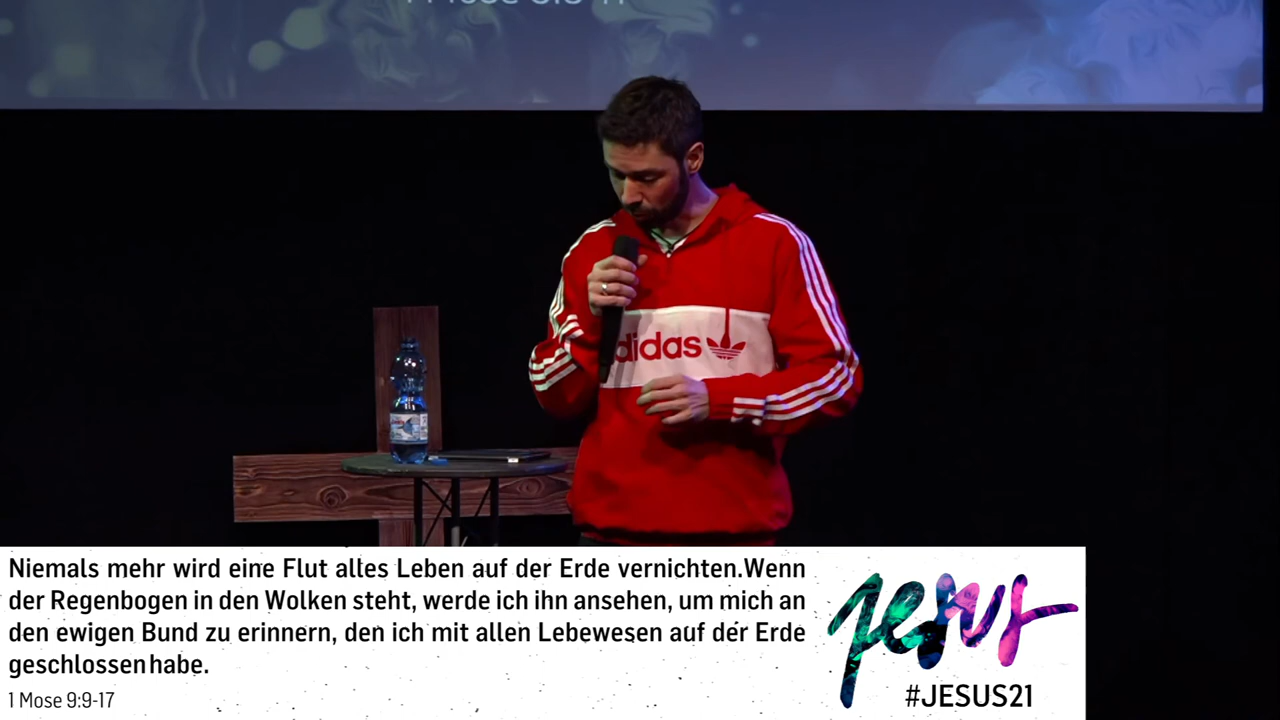 didas
Niemals mehr wird eine Flut alles Leben auf der Erde vernichten.Wenn
der Regenbogen in den Wolken steht, werde ich ihn ansehen, um mich an
den ewigen Bund zu erinnern, den ich mit allen Lebewesen auf der Erde
geschlossen habe.
1 Mose 9:9-17
jesus
#JESUS21